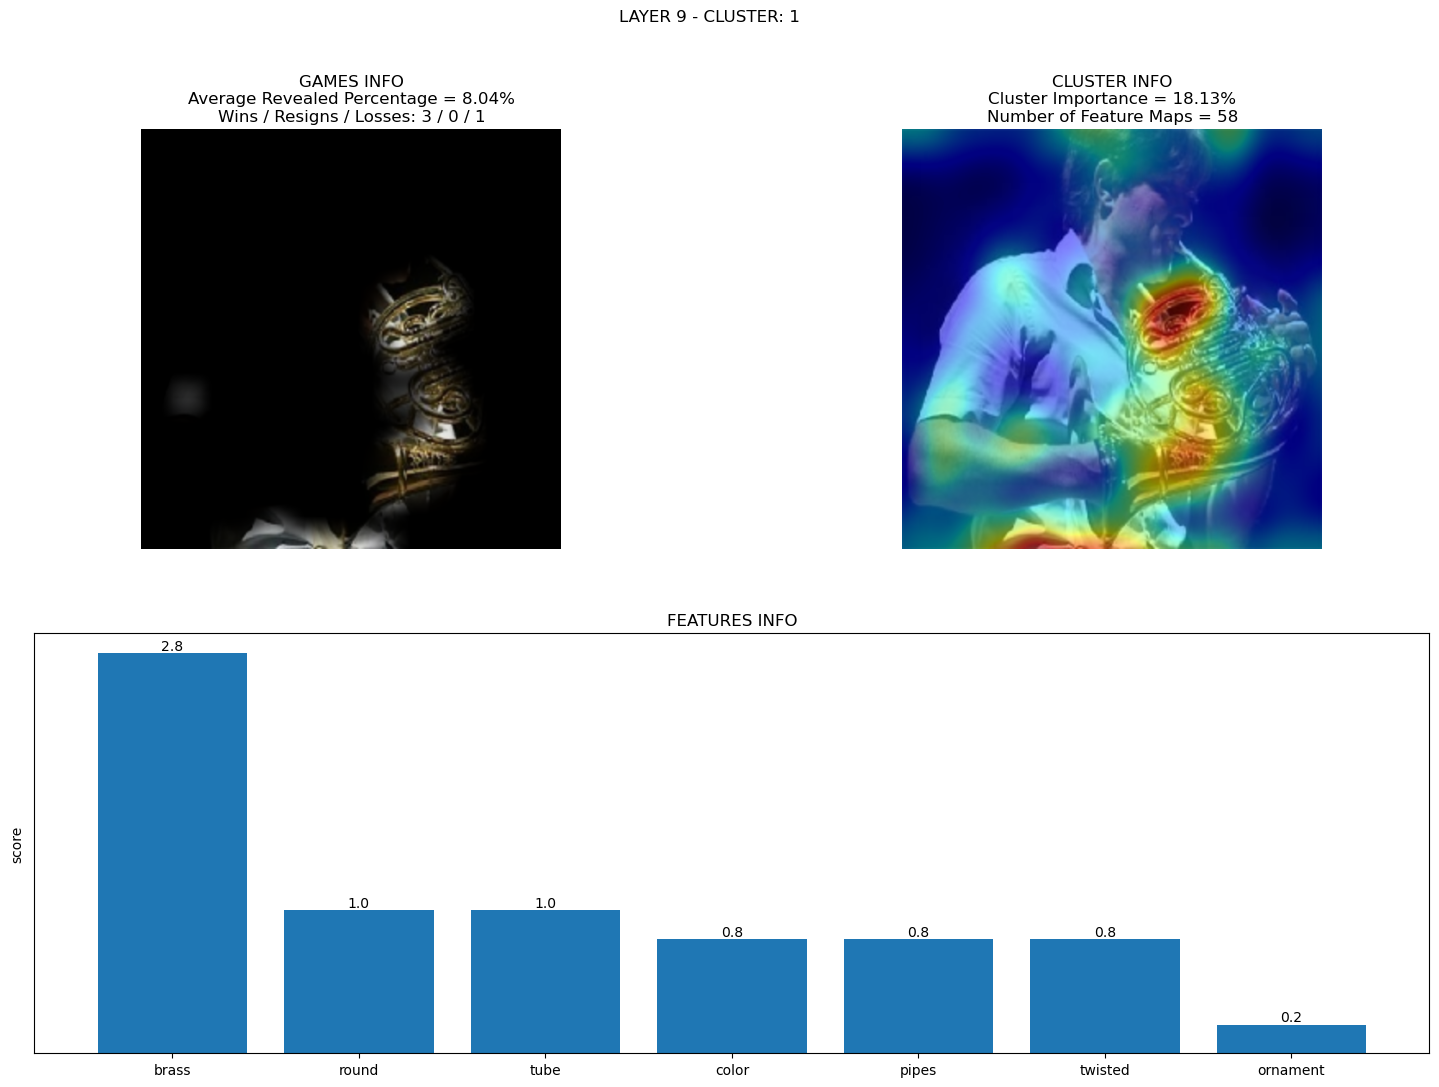 LAYER 9 - CLUSTER: 1
GAMES INFO
Average Revealed Percentage = 8.04%
Wins / Resigns / Losses: 3 / 0 / 1
CLUSTER INFO
Cluster Importance = 18.13%
Number of Feature Maps = 58
FEATURES INFO
score
2.8
1.0
1.0
0.8
0.8
0.8
0.2
brass
round
tube
color
pipes
twisted
ornament